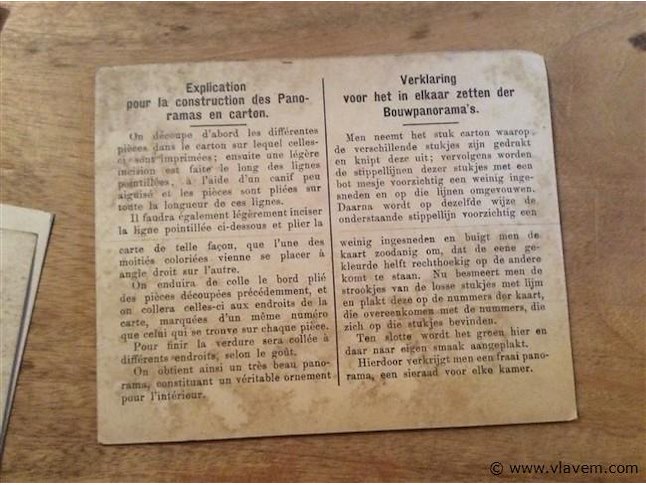 Explication
pour la construction des Pano-
ramas en carton.
On découpe d'abord les différentes
pièces dans le carton sur lequel celles-
ci sont imprimées; ensuite une légère
incision est faite le long des lignes
pointillées, à l'aide d'un canif peu
aiguisé et les pièces sont pliées sur
toute la longueur de ces lignes.
Il faudra également légèrement inciser
la ligne pointillée ci-dessous et plier la
carte de telle façon, que l'une des
moitiés coloriées vienne se placer à
angle droit sur l'autre.
On enduira de colle le bord plié
des pièces découpées précédemment, et
on collera celles-ci aux endroits de la
carte, marquées d'un même numéro
que celui qui se trouve sur chaque pièce.
Pour finir la verdure sera collée à
différents endroits, selon le goût.
On obtient ainsi un très beau pano-
rama, constituant un véritable ornement
pour l'intérieur.
Verklaring
voor het in elkaar zetten der
Bouwpanorama's.
Men neemt het stuk carton waarop
de verschillende stukjes zijn gedrukt
en knipt deze uit; vervolgens worden
de stippellijnen dezer stukjes met een
bot mesje voorzichtig een weinig inge-
sneden en op die lijnen omgevouwen.
Daarna wordt op dezelfde wijze de
onderstaande stippellijn voorzichtig een
weinig ingesneden en buigt men de
kaart zoodanig om, dat de eene ge-
kleurde helft rechthoekig op de andere
komt te staan. Nu besmeert men de
strookjes van de losse stukjes met lijm
en plakt deze op de nummers der kaart,
die overeenkomen met de nummers, die
zich op die stukjes bevinden.
Ten slotte wordt het groen hier en
daar naar eigen smaak aangeplakt.
Hierdoor verkrijgt men een fraai pano-
rama, een sieraad voor elke kamer.
© www.vlavem.com